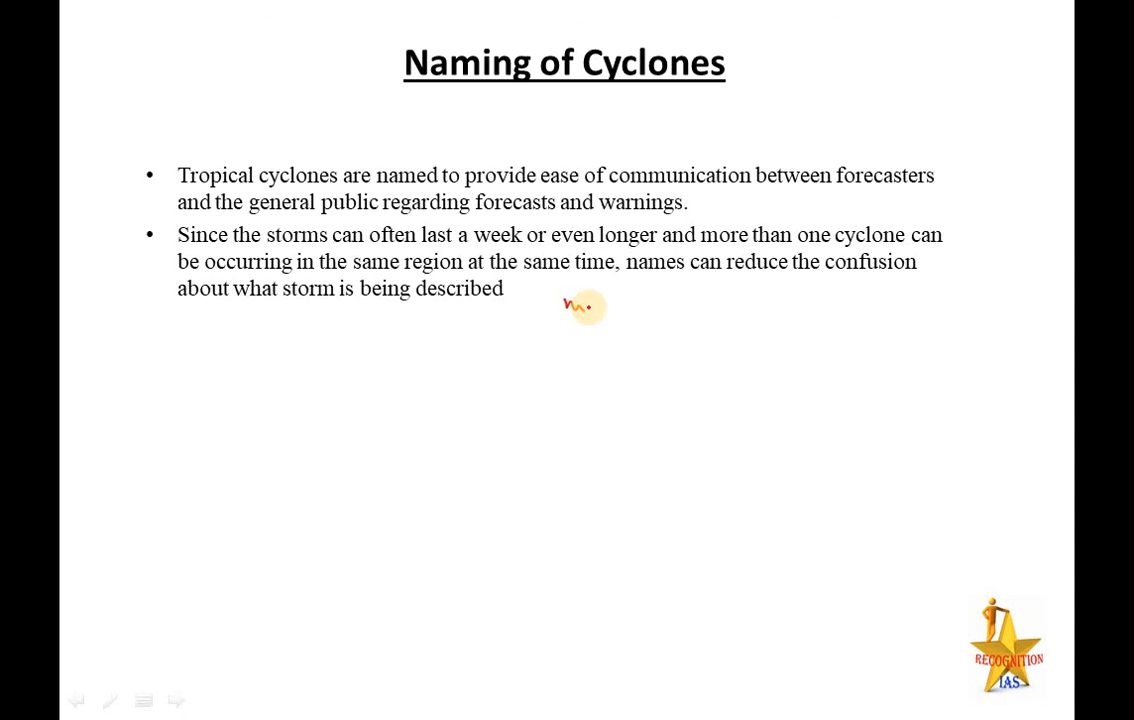 Naming of Cyclones
• Tropical cyclones are named to provide ease of communication between forecasters
and the general public regarding forecasts and warnings.
• Since the storms can often last a week or even longer and more than one cyclone can
be occurring in the same region at the same time, names can reduce the confusion
about what storm is being described
RECOGNITION
IAS